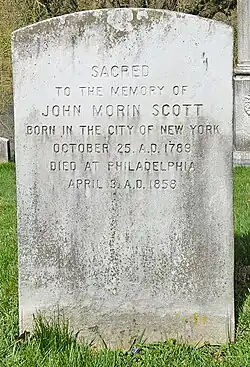 SACRED
TO THE MEMORY OF
JOHN MORIN SCOTT
BORN IN THE CITY OF NEW YORK
OCTOBER 25. A.D. 1789
DIED AT PHILADELPHIA
APRIL 3. A.D. 1858